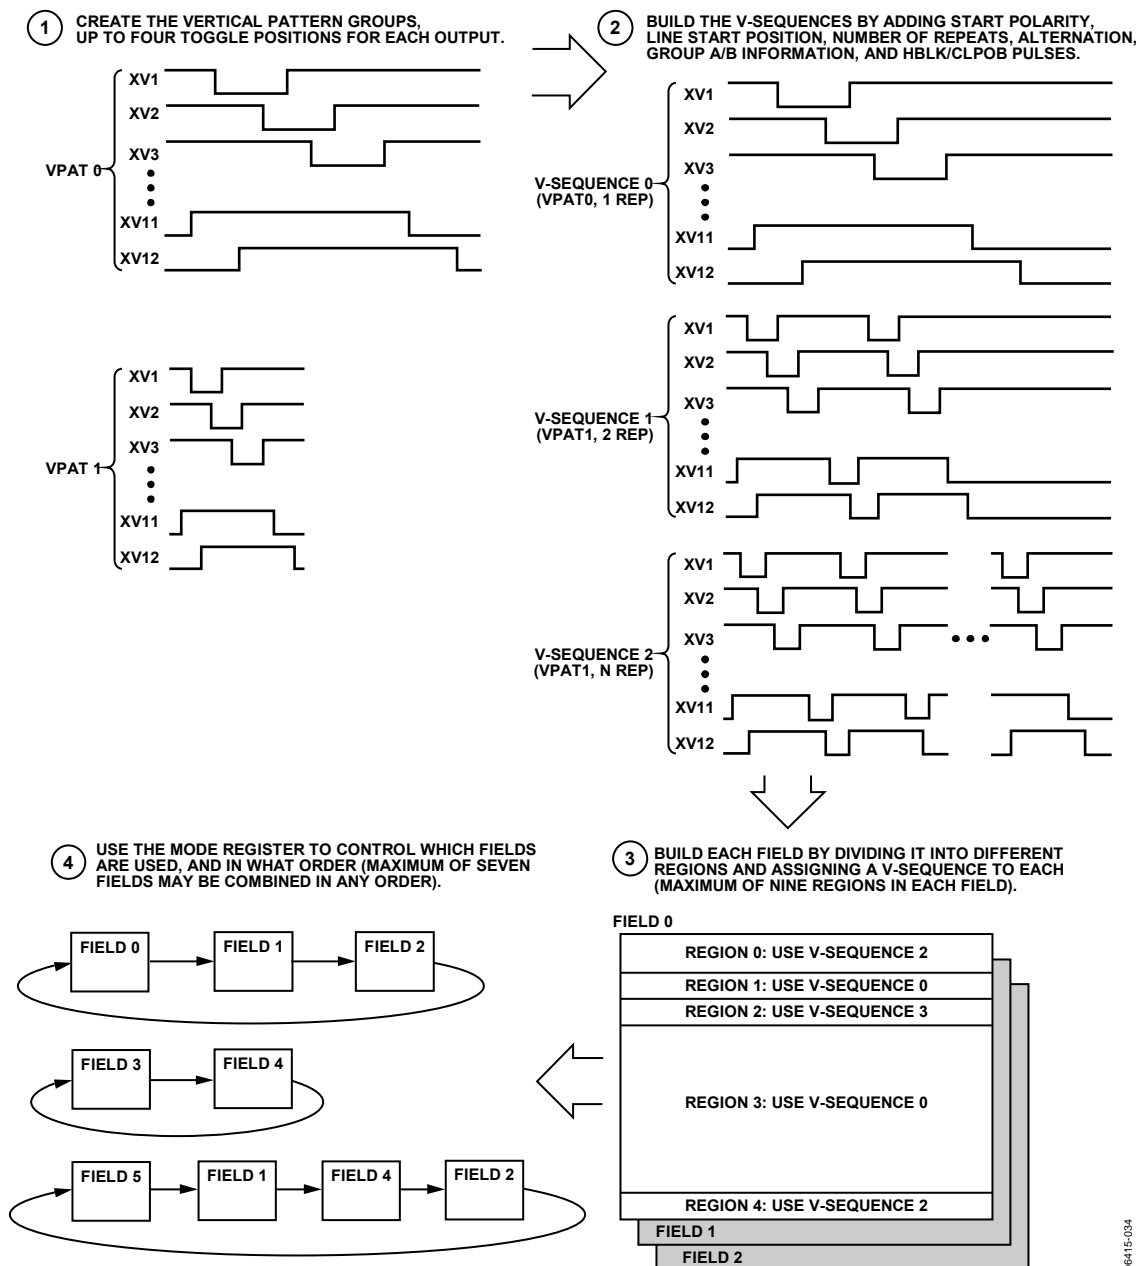 1
CREATE THE VERTICAL PATTERN GROUPS,
UP TO FOUR TOGGLE POSITIONS FOR EACH OUTPUT.
VPAT 0
XV1
XV2
XV3
XV11
XV12
VPAT 1
XV1
XV2
XV3
XV11
XV12
2
BUILD THE V-SEQUENCES BY ADDING START POLARITY,
LINE START POSITION, NUMBER OF REPEATS, ALTERNATION,
GROUP A/B INFORMATION, AND HBLK/CLPOB PULSES.
V-SEQUENCE 0
(VPAT0, 1 REP)
XV1
XV2
XV3
XV11
XV12
V-SEQUENCE 1
(VPAT1, 2 REP)
XV1
XV2
XV3
XV11
XV12
V-SEQUENCE 2
(VPAT1, N REP)
XV1
XV2
XV3
XV11
XV12
3
BUILD EACH FIELD BY DIVIDING IT INTO DIFFERENT
REGIONS AND ASSIGNING A V-SEQUENCE TO EACH
(MAXIMUM OF NINE REGIONS IN EACH FIELD).
FIELD 0
REGION 0: USE V-SEQUENCE 2
REGION 1: USE V-SEQUENCE 0
REGION 2: USE V-SEQUENCE 3
REGION 3: USE V-SEQUENCE 0
REGION 4: USE V-SEQUENCE 2
FIELD 1
FIELD 2
4
USE THE MODE REGISTER TO CONTROL WHICH FIELDS
ARE USED, AND IN WHAT ORDER (MAXIMUM OF SEVEN
FIELDS MAY BE COMBINED IN ANY ORDER).
FIELD 0
FIELD 1
FIELD 2
FIELD 3
FIELD 4
FIELD 5
FIELD 1
FIELD 4
FIELD 2